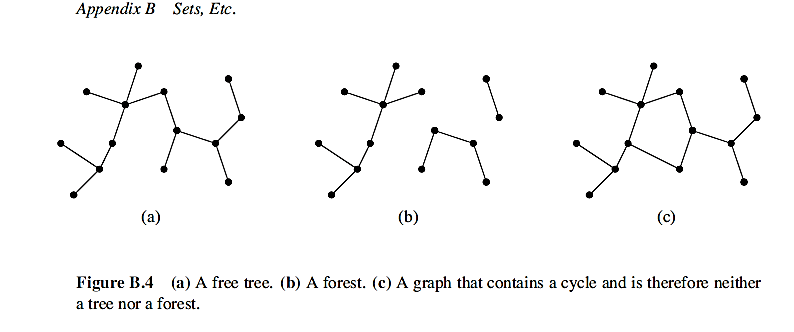 Appendix B Sets, Etc.
(a)
(b)
(c)
Figure B.4 (a) A free tree. (b) A forest. (c) A graph that contains a cycle and is therefore neither
a tree nor a forest.